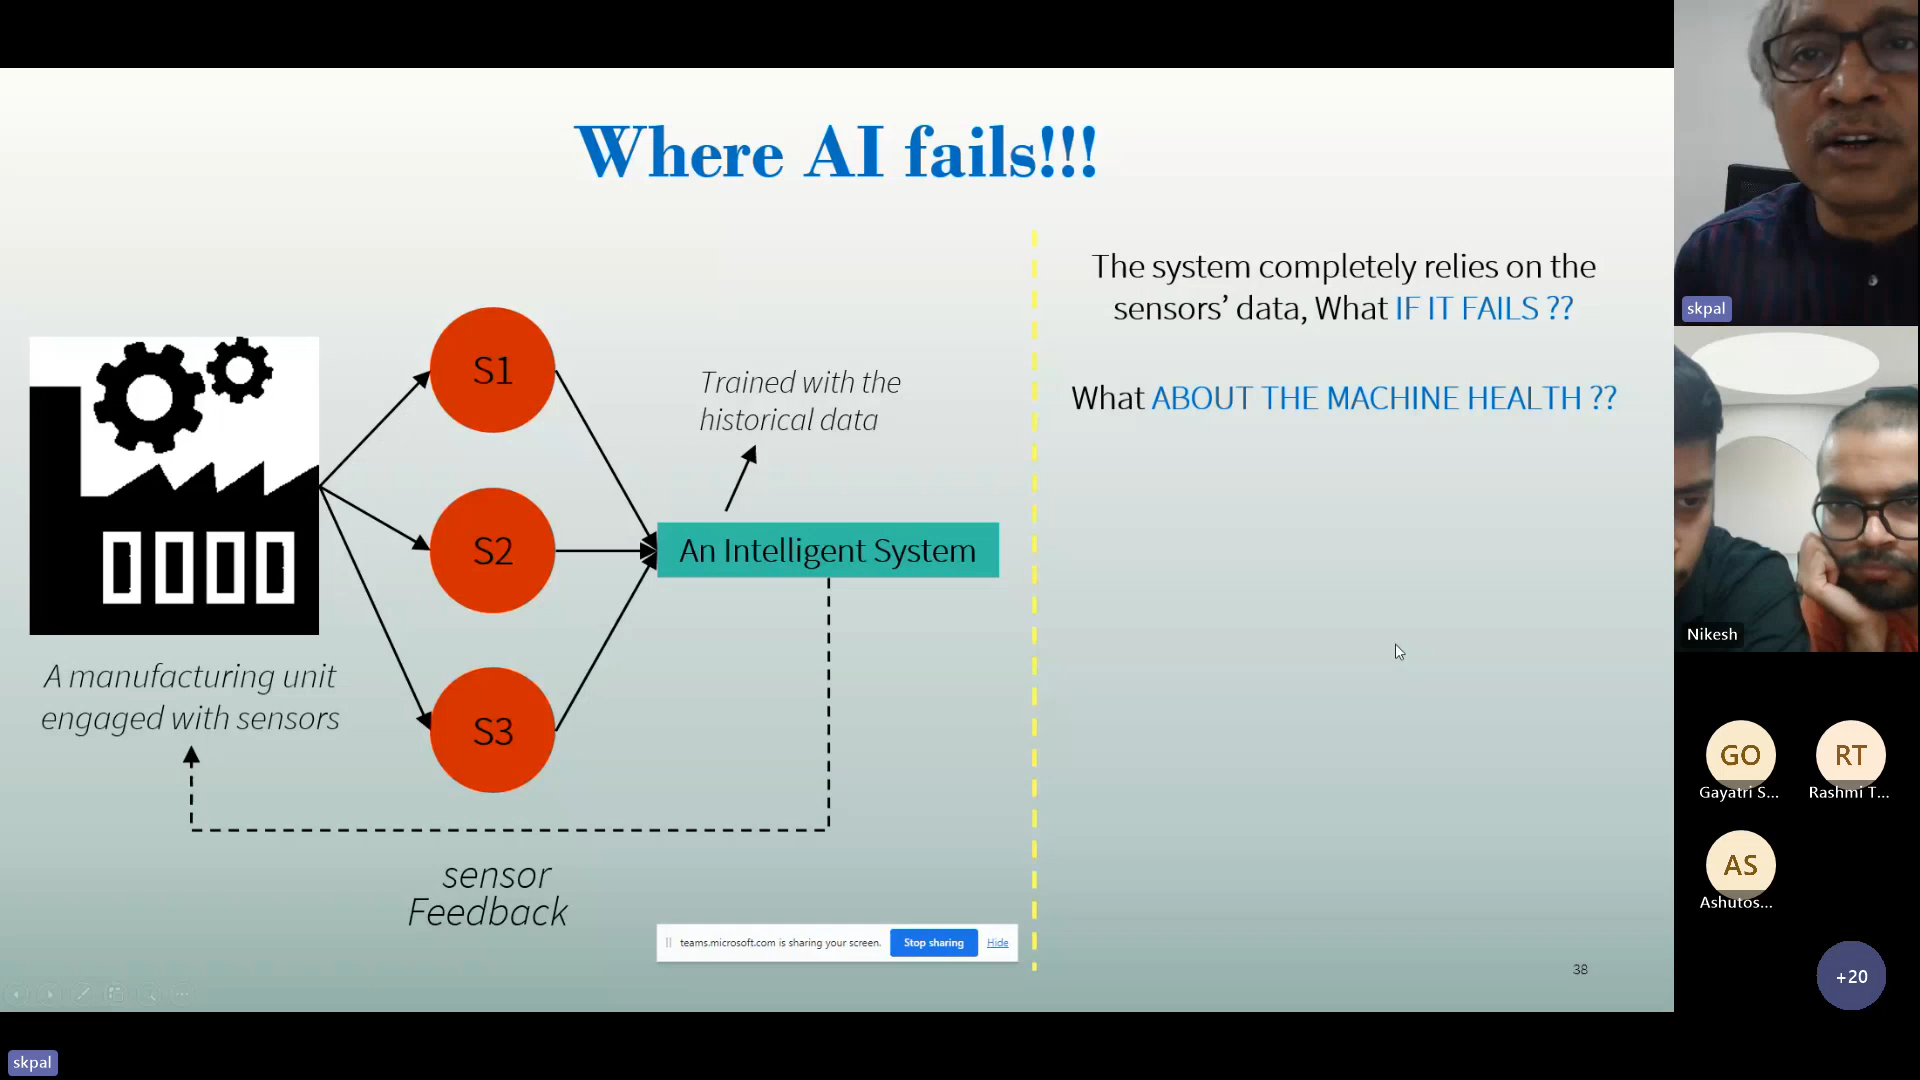 Where AI fails!!!
S1
S2
S3
Trained with the
historical data
An Intelligent System
A manufacturing unit
engaged with sensors
sensor
Feedback
The system completely relies on the
sensors’ data, What IF IT FAILS ??
What ABOUT THE MACHINE HEALTH ??
teams.microsoft.com is sharing your screen.
Stop sharing
Hide
38
skpal
Nikesh
GO
Gayatri S...
RT
Rashmi T...
AS
Ashutos...
+20
skpal